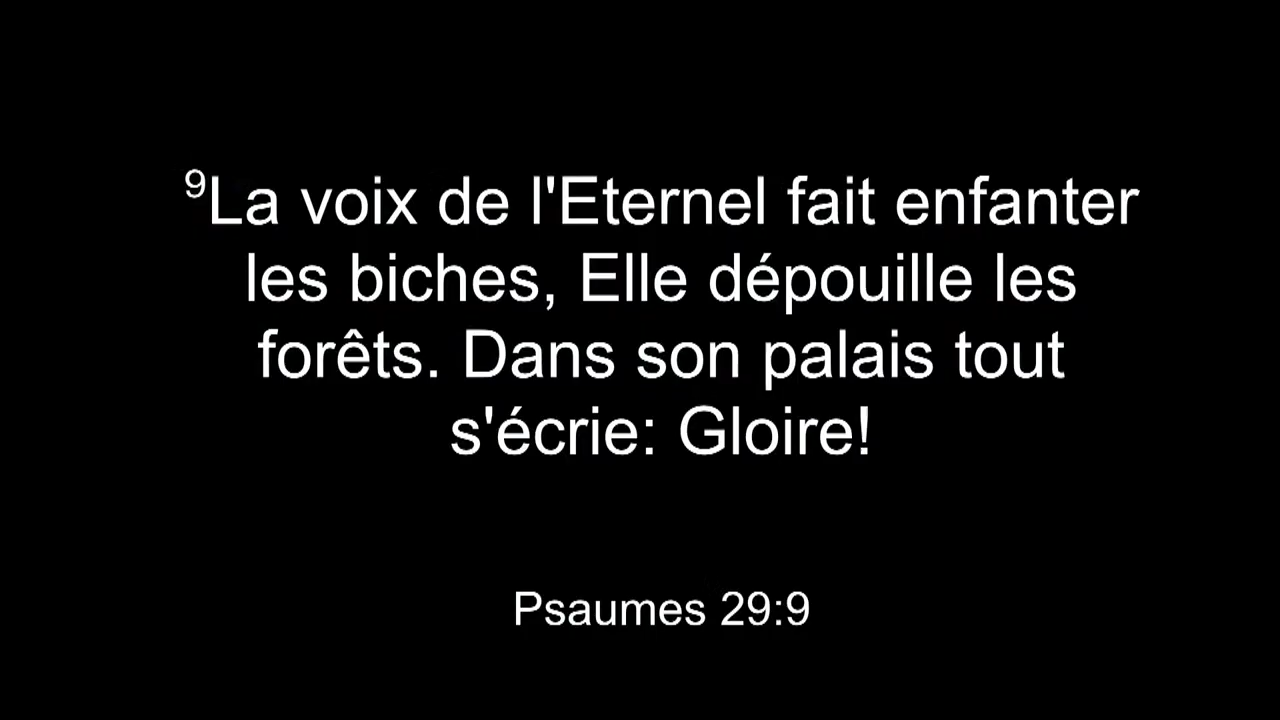 9La voix de l'Eternel fait enfanter
les biches, Elle dépouille les
forêts. Dans son palais tout
s'écrie: Gloire!
Psaumes 29:9